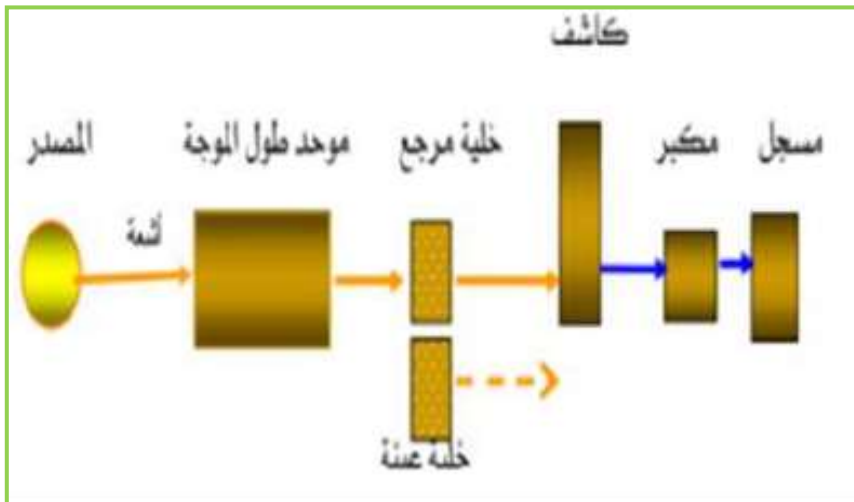 كاشف
المصدر
موحد طول الموجة
خلية مرجع
مكبر
مسجل
أشعة
خلية عينة